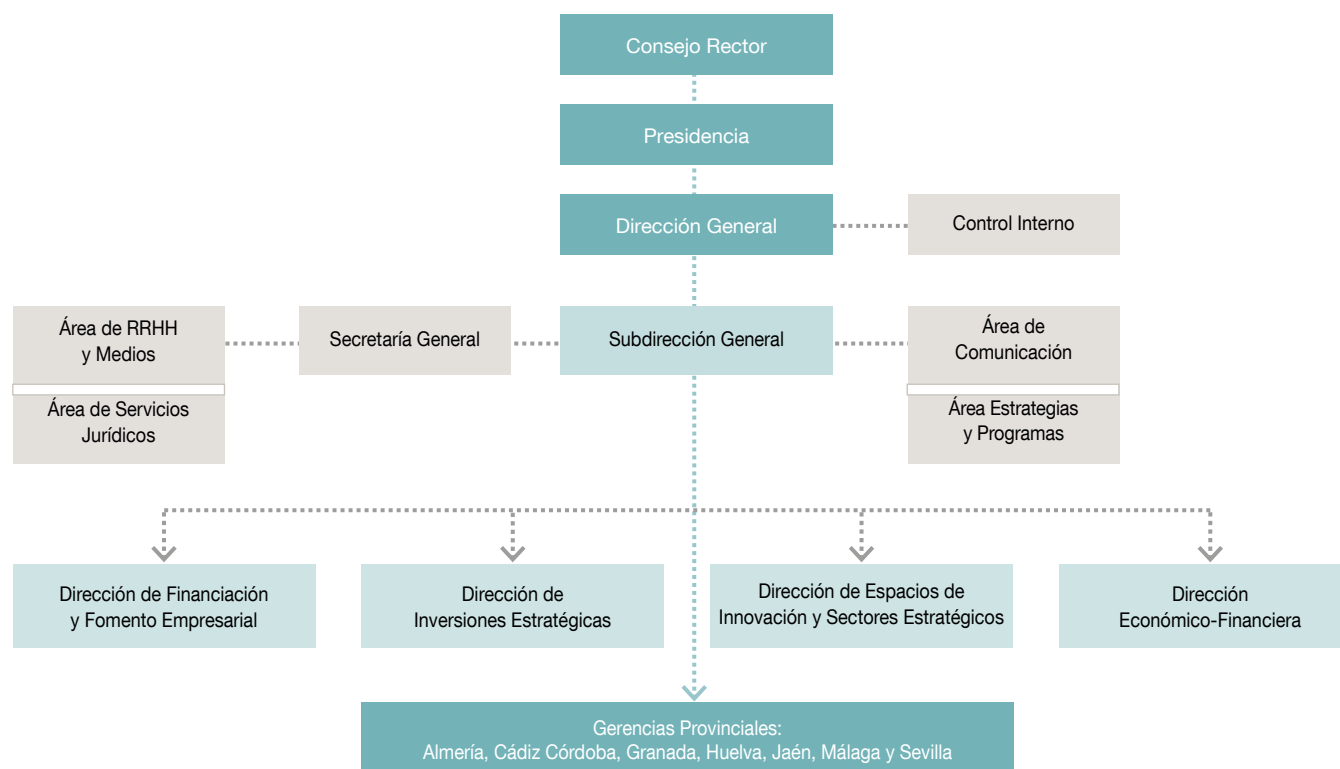 Consejo Rector
Presidencia
Dirección General
Control Interno
Área de RRHH
y Medios
Secretaría General
Subdirección General
Área de
Comunicación
Área de Servicios
Jurídicos
Área Estrategias
y Programas
Dirección de Financiación
y Fomento Empresarial
Dirección de
Inversiones Estratégicas
Dirección de Espacios de
Innovación y Sectores Estratégicos
Dirección
Económico-Financiera
Gerencias Provinciales:
Almería, Cádiz Córdoba, Granada, Huelva, Jaén, Málaga y Sevilla